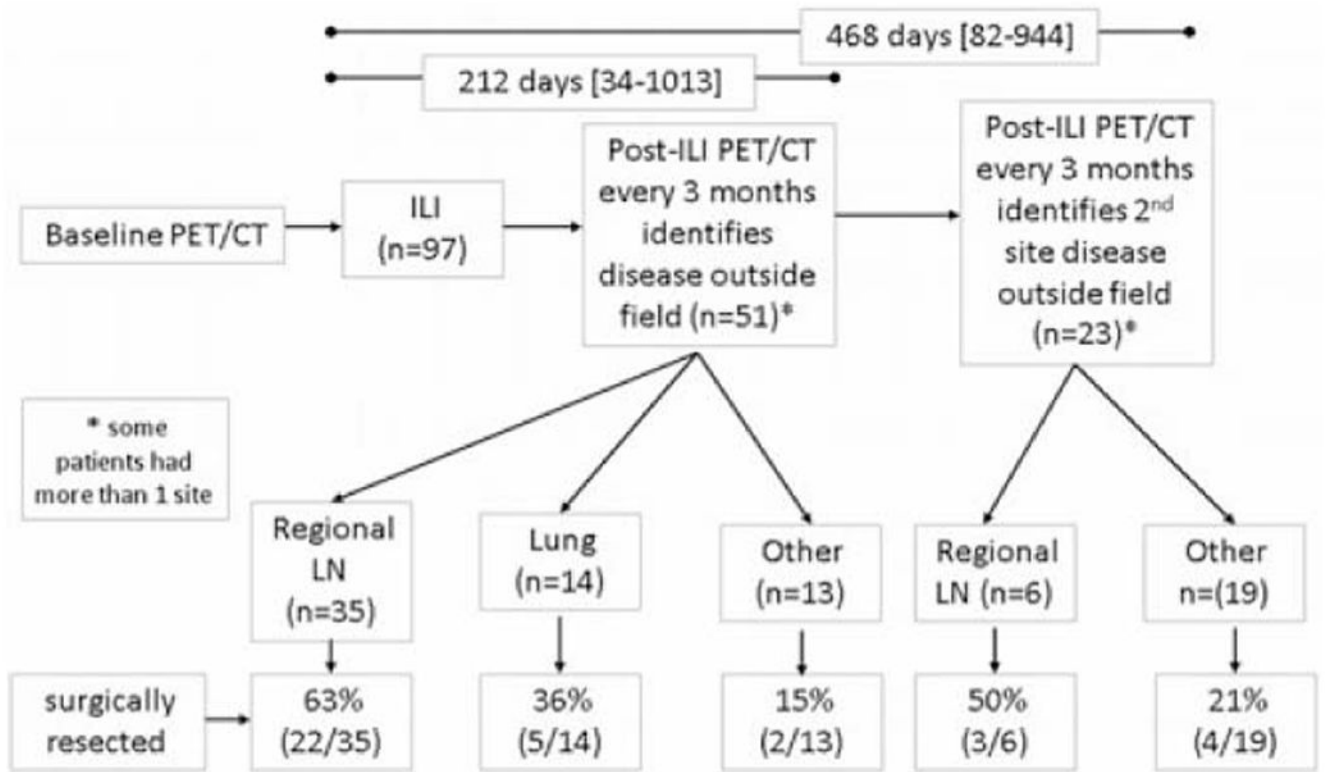 468 days [82-944]
212 days [34-1013]
Baseline PET/CT
ILI
(n=97)
Post-ILI PET/CT
every 3 months
identifies
disease outside
field (n=51)*
Post-ILI PET/CT
every 3 months
identifies 2nd
site disease
outside field
(n=23)*
* some
patients had
more than 1 site
Regional
LN
(n=35)
Lung
(n=14)
Other
(n=13)
Regional
LN (n=6)
Other
n=(19)
surgically
resected
63%
(22/35)
36%
(5/14)
15%
(2/13)
50%
(3/6)
21%
(4/19)